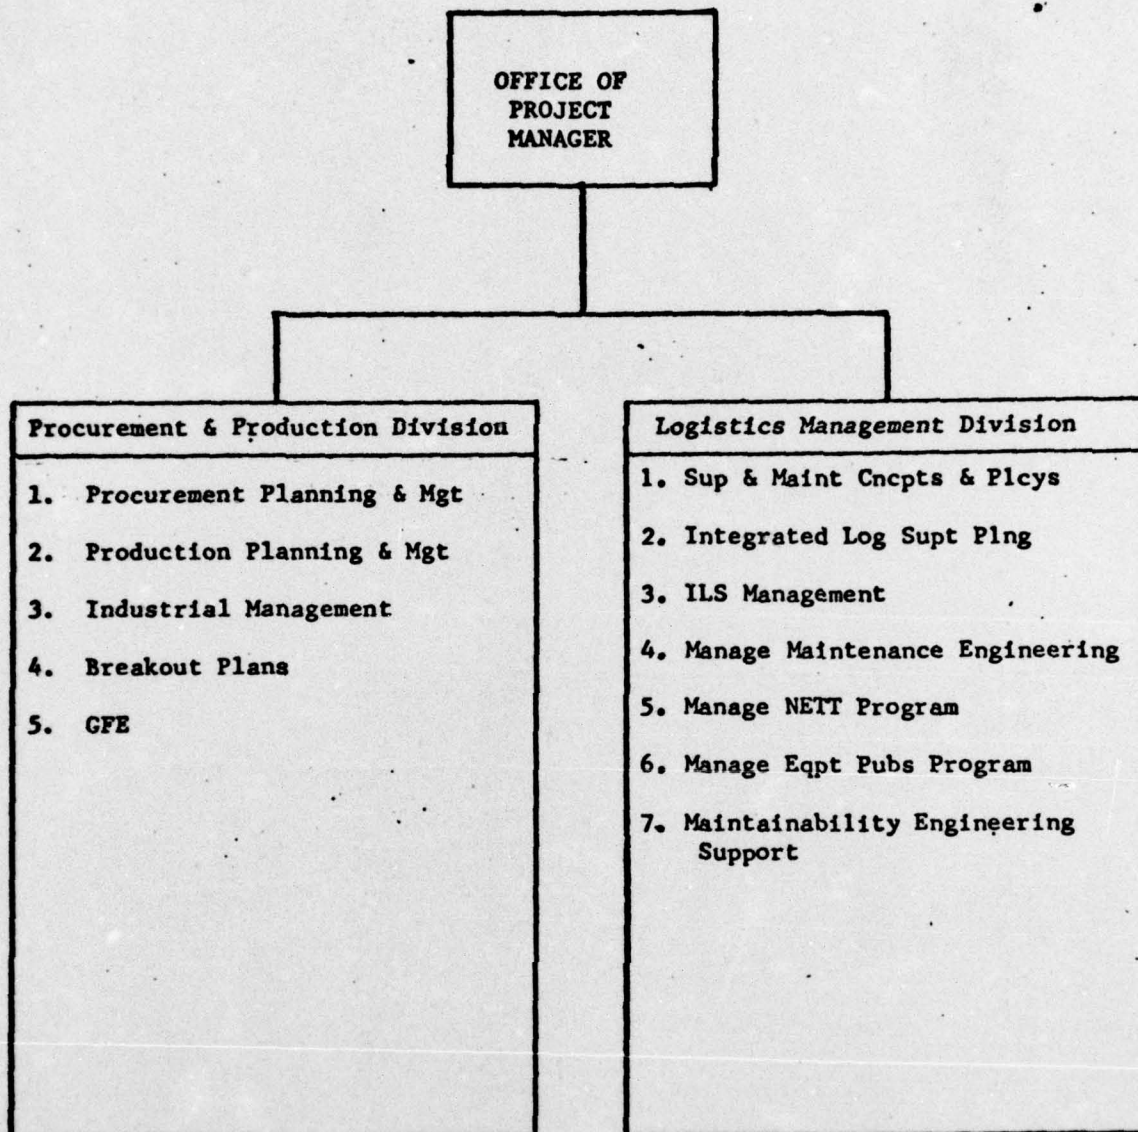 OFFICE OF
PROJECT
MANAGER
Procurement & Production Division
1. Procurement Planning & Mgt
2. Production Planning & Mgt
3. Industrial Management
4. Breakout Plans
5. GFE
Logistics Management Division
1. Sup & Maint Cncpts & Plcys
2. Integrated Log Supt Plng
3. ILS Management
4. Manage Maintenance Engineering
5. Manage NETT Program
6. Manage Eqpt Pubs Program
7. Maintainability Engineering
Support